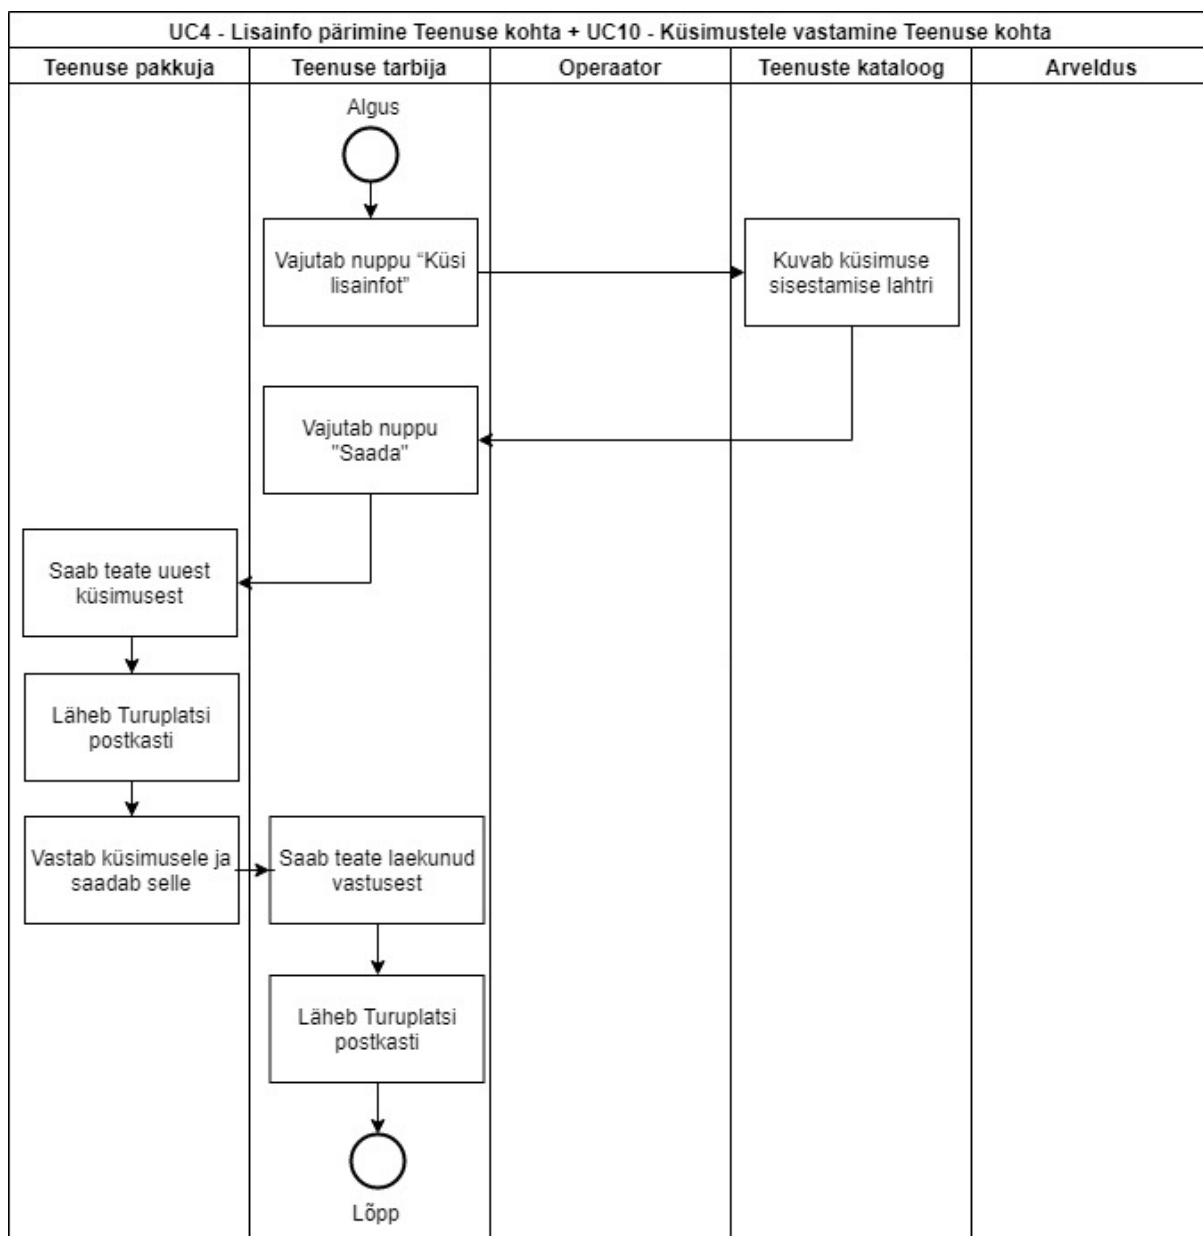 UC4 - Lisainfo pärimine Teenuse kohta + UC10 - Küsimustele vastamine Teenuse kohta
Teenuse pakkuja
Teenuse tarbija
Operaator
Teenuste kataloog
Arveldus
Algus
Vajutab nuppu “Küsi
lisainfot”
Kuvab küsimuse
sisestamise lahtri
Vajutab nuppu
"Saada"
Saab teate uuest
küsimusest
Läheb Turuplatsi
postkasti
Vastab küsimusele ja
saadab selle
Saab teate laekunud
vastusest
Läheb Turuplatsi
postkasti
Lõpp